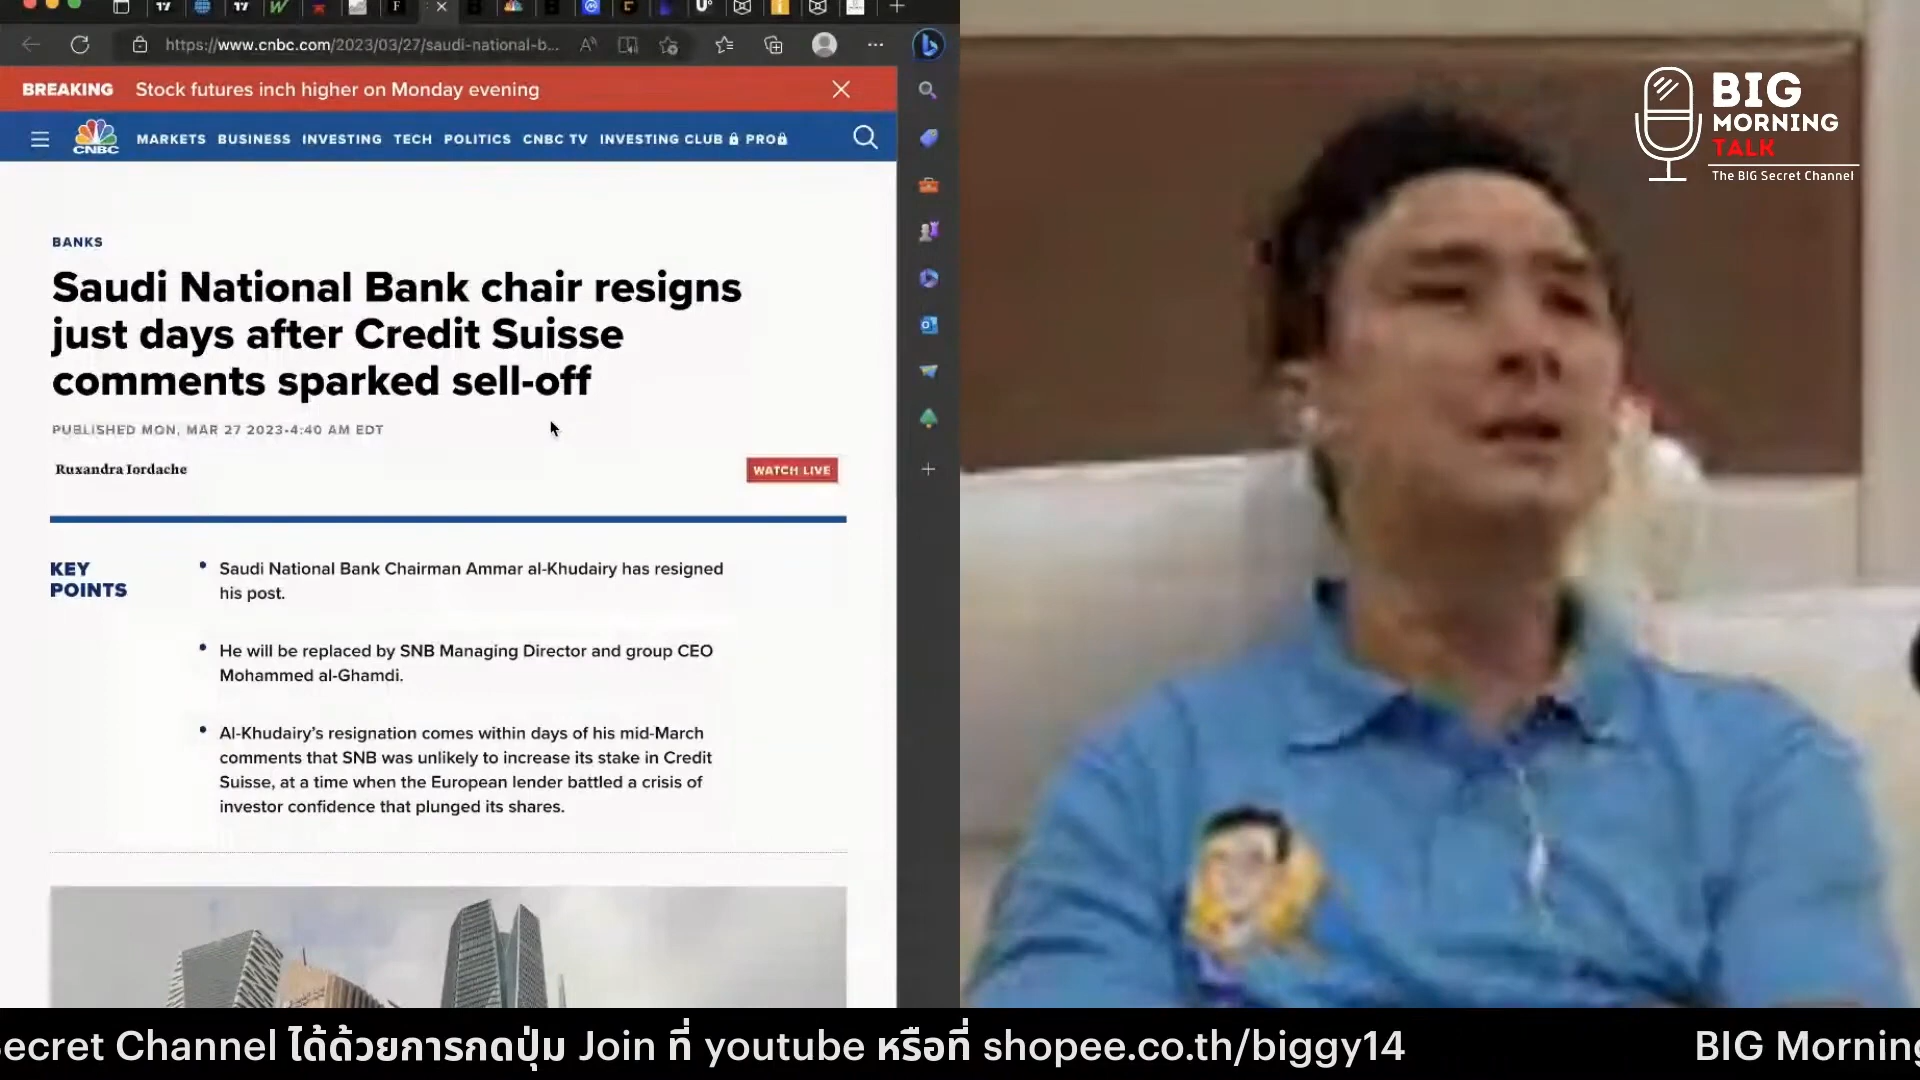 https://www.cnbc.com/2023/03/27/saudi-national-b...
BREAKING Stock futures inch higher on Monday evening
CNBC MARKETS BUSINESS INVESTING TECH POLITICS CNBC TV INVESTING CLUB PRO
BANKS
Saudi National Bank chair resigns
just days after Credit Suisse
comments sparked sell-off
PUBLISHED MON, MAR 27 2023•4:40 AM EDT
Ruxandra Iordache
WATCH LIVE
KEY
POINTS
• Saudi National Bank Chairman Ammar al-Khudairy has resigned
his post.
• He will be replaced by SNB Managing Director and group CEO
Mohammed al-Ghamdi.
• Al-Khudairy’s resignation comes within days of his mid-March
comments that SNB was unlikely to increase its stake in Credit
Suisse, at a time when the European lender battled a crisis of
investor confidence that plunged its shares.
BIG
MORNING
TALK
The BIG Secret Channel
Secret Channel ได้ด้วยการกดปุ่ม Join ที่ youtube หรือที่ shopee.co.th/biggy14 BIG Morning